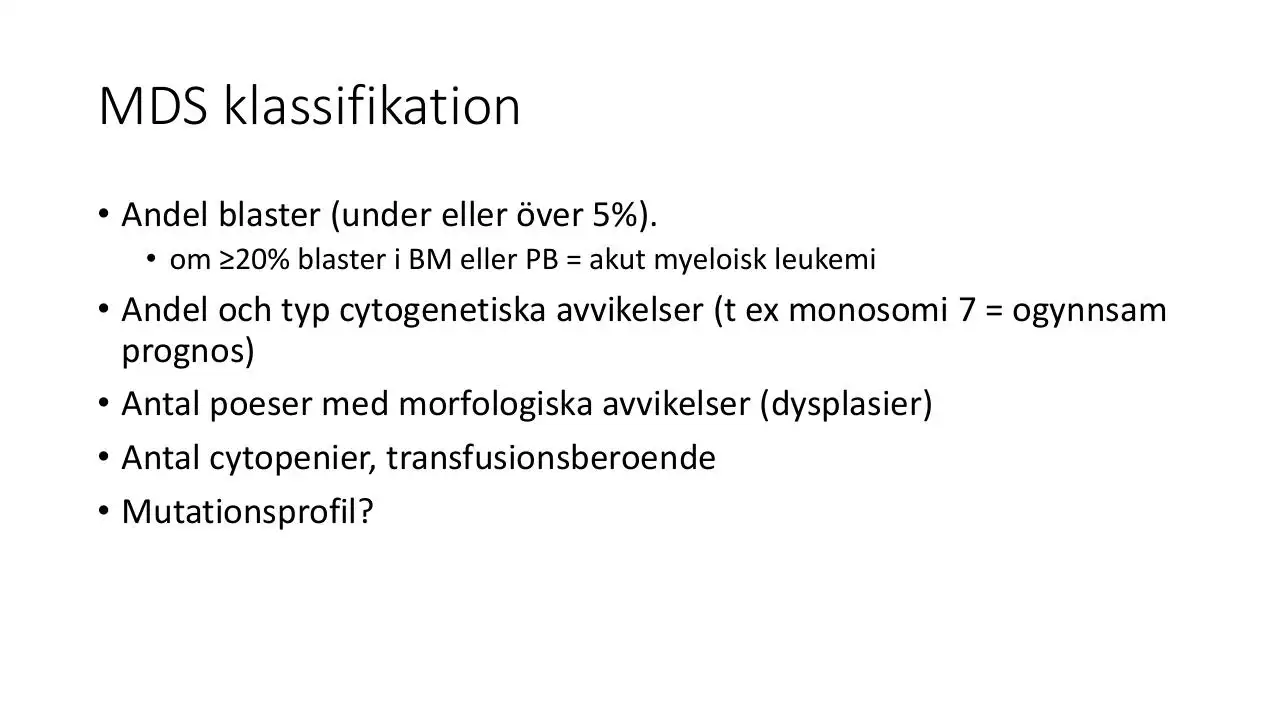 MDS klassifikation
• Andel blaster (under eller över 5%).
• om ≥20% blaster i BM eller PB = akut myeloisk leukemi
• Andel och typ cytogenetiska avvikelser (t ex monosomi 7 = ogynnsam
prognos)
• Antal poeser med morfologiska avvikelser (dysplasier)
• Antal cytopenier, transfusionsberoende
• Mutationsprofil?